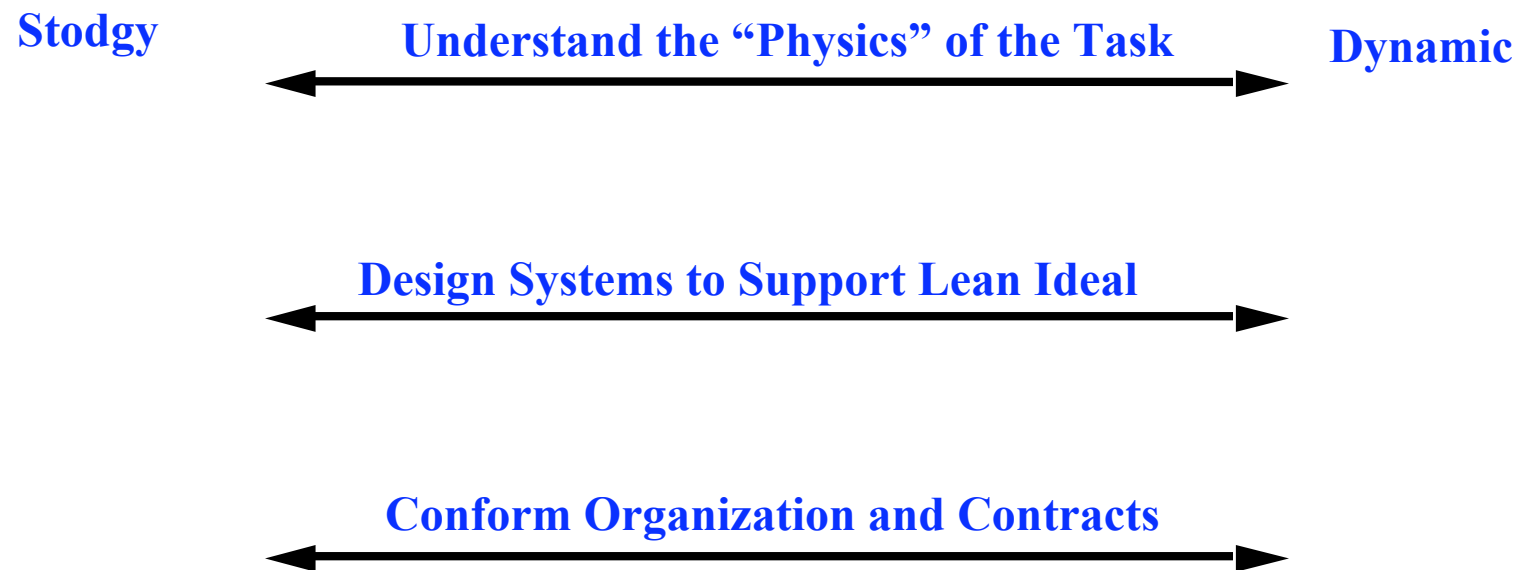 Stodgy
Understand the “Physics” of the Task
Dynamic
Design Systems to Support Lean Ideal
Conform Organization and Contracts